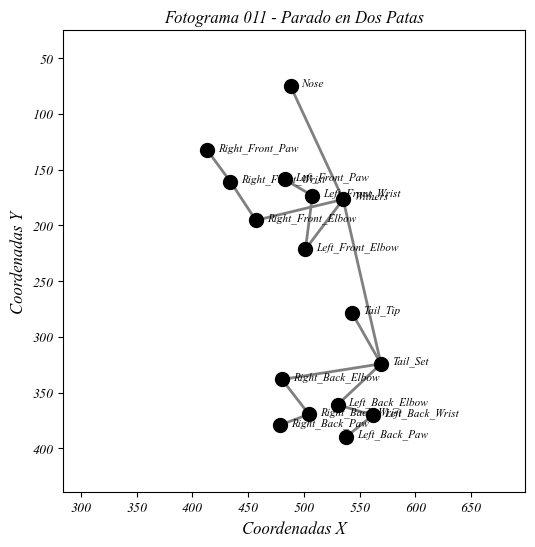 Fotograma 011 - Parado en Dos Patas
50
Nose
100
Right_Front_Paw
150
Left_Front_Paw
Right_Front_Wrist
Left_Front_Wrist
Withers
200
Right_Front_Elbow
Left_Front_Elbow
250
Tail_Tip
300
Tail_Set
350
Right_Back_Elbow
Left_Back_Elbow
Right_Back_Wrist
Left_Back_Wrist
Right_Back_Paw
Left_Back_Paw
400
300 350 400 450 500 550 600 650
Coordenadas X
Coordenadas Y